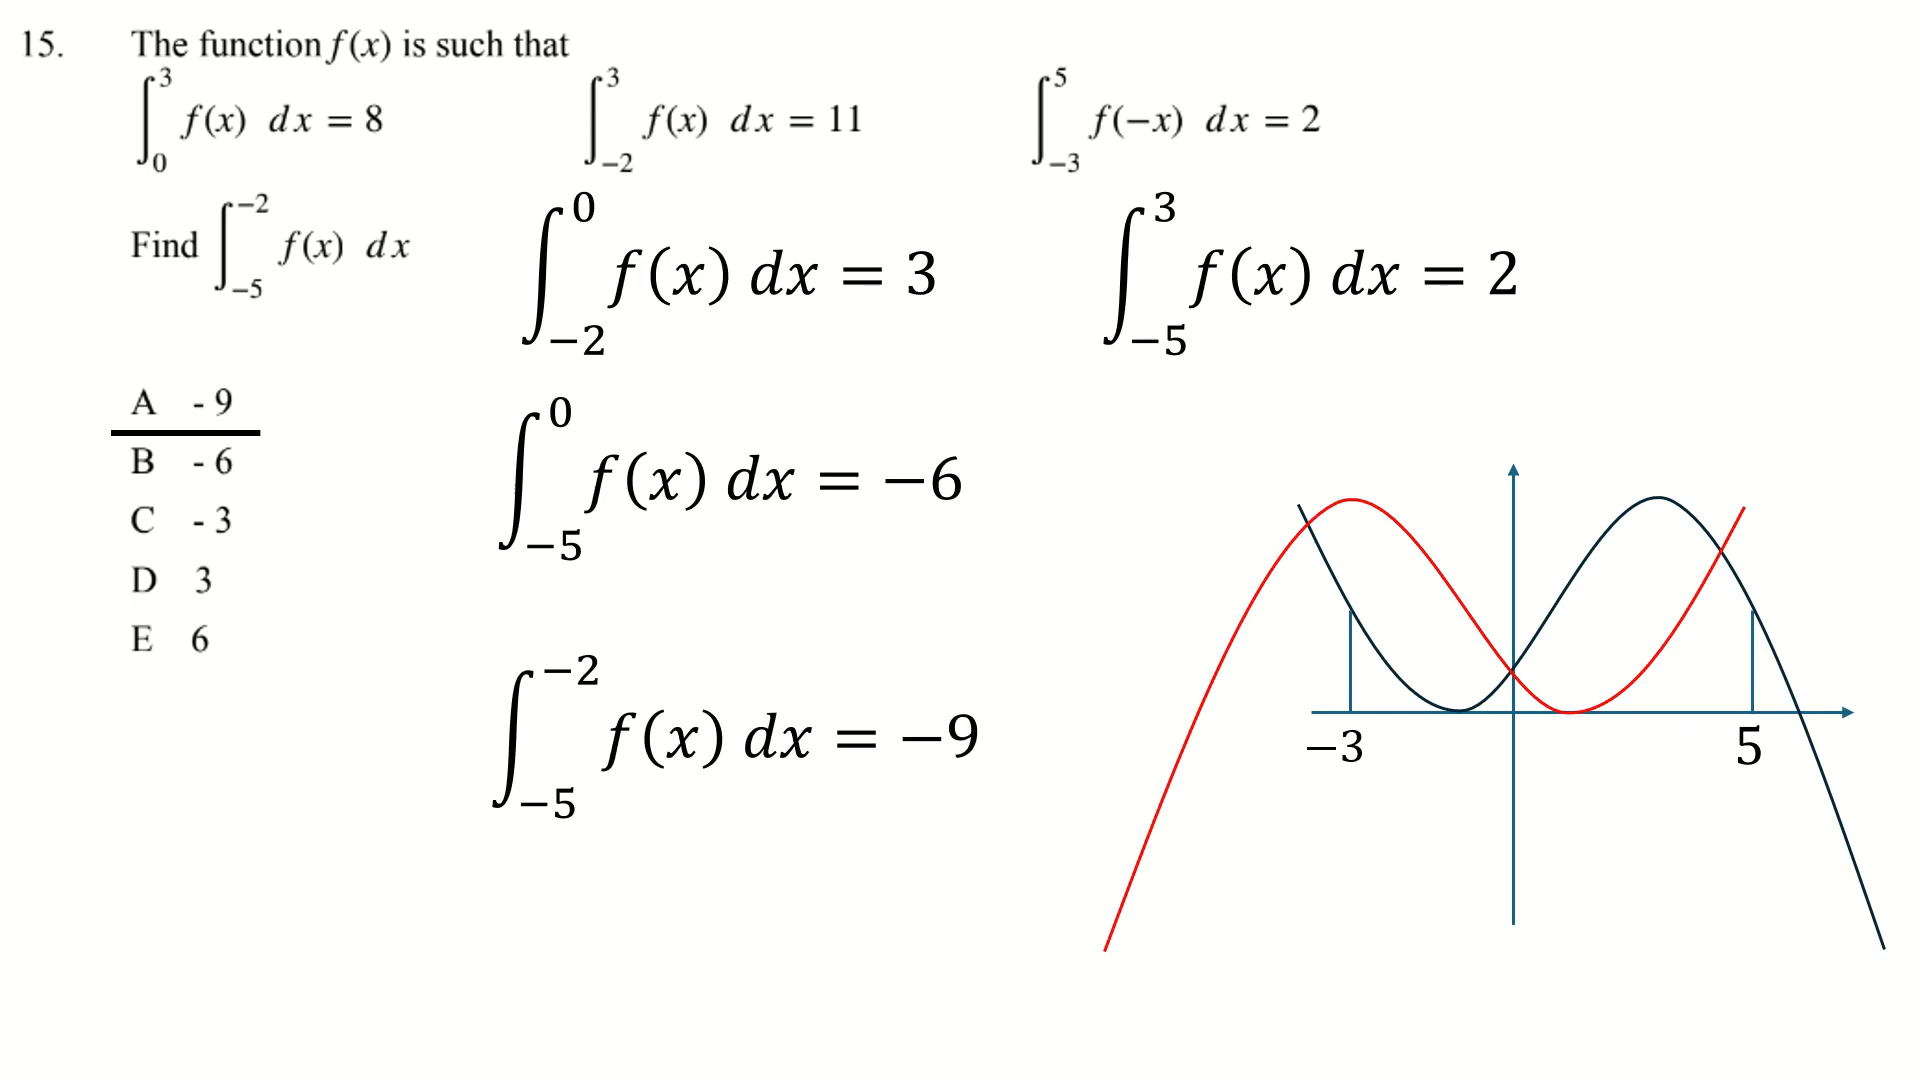 15. The function f(x) is such that
∫₀³ f(x) dx = 8 ∫₋₂³ f(x) dx = 11 ∫₋₃⁵ f(−x) dx = 2
Find ∫₋₅⁻² f(x) dx
∫₋₂⁰ f(x) dx = 3 ∫₋₅³ f(x) dx = 2
A - 9
B - 6
C - 3
D 3
E 6
∫₋₅⁰ f(x) dx = −6
∫₋₅⁻² f(x) dx = −9
−3 5